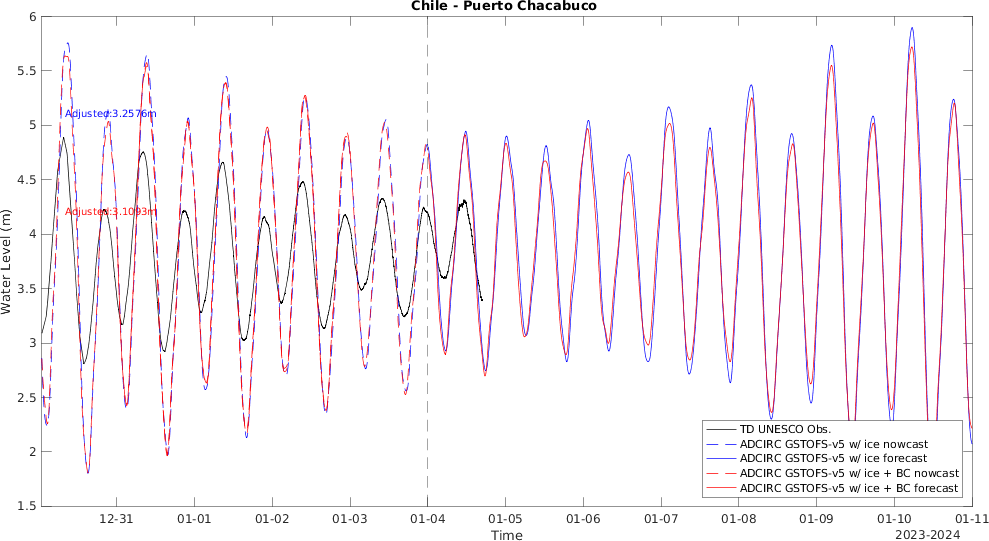 Chile - Puerto Chacabuco
6
5.5
5
4.5
4
3.5
3
2.5
2
1.5
Water Level (m)
Adjusted:3.2576m
Adjusted:3.1093m
TD UNESCO Obs.
ADCIRC GSTOFS-v5 w/ ice nowcast
ADCIRC GSTOFS-v5 w/ ice forecast
ADCIRC GSTOFS-v5 w/ ice + BC nowcast
ADCIRC GSTOFS-v5 w/ ice + BC forecast
12-31 01-01 01-02 01-03 01-04 01-05 01-06 01-07 01-08 01-09 01-10 01-11
Time
2023-2024